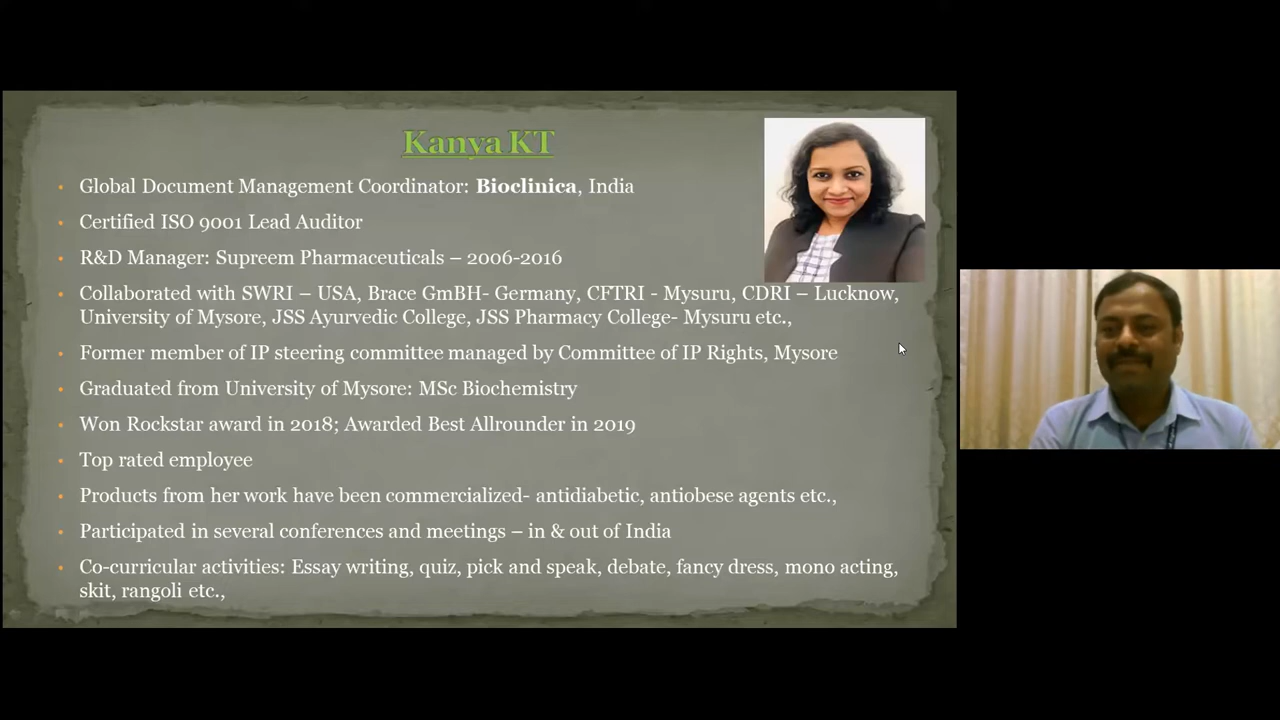 Kanya KT
• Global Document Management Coordinator: Bioclinica, India
• Certified ISO 9001 Lead Auditor
• R&D Manager: Supreem Pharmaceuticals – 2006-2016
• Collaborated with SWRI – USA, Brace GmBH- Germany, CFTRI - Mysuru, CDRI – Lucknow,
University of Mysore, JSS Ayurvedic College, JSS Pharmacy College- Mysuru etc.,
• Former member of IP steering committee managed by Committee of IP Rights, Mysore
• Graduated from University of Mysore: MSc Biochemistry
• Won Rockstar award in 2018; Awarded Best Allrounder in 2019
• Top rated employee
• Products from her work have been commercialized- antidiabetic, antiobese agents etc.,
• Participated in several conferences and meetings – in & out of India
• Co-curricular activities: Essay writing, quiz, pick and speak, debate, fancy dress, mono acting,
skit, rangoli etc.,